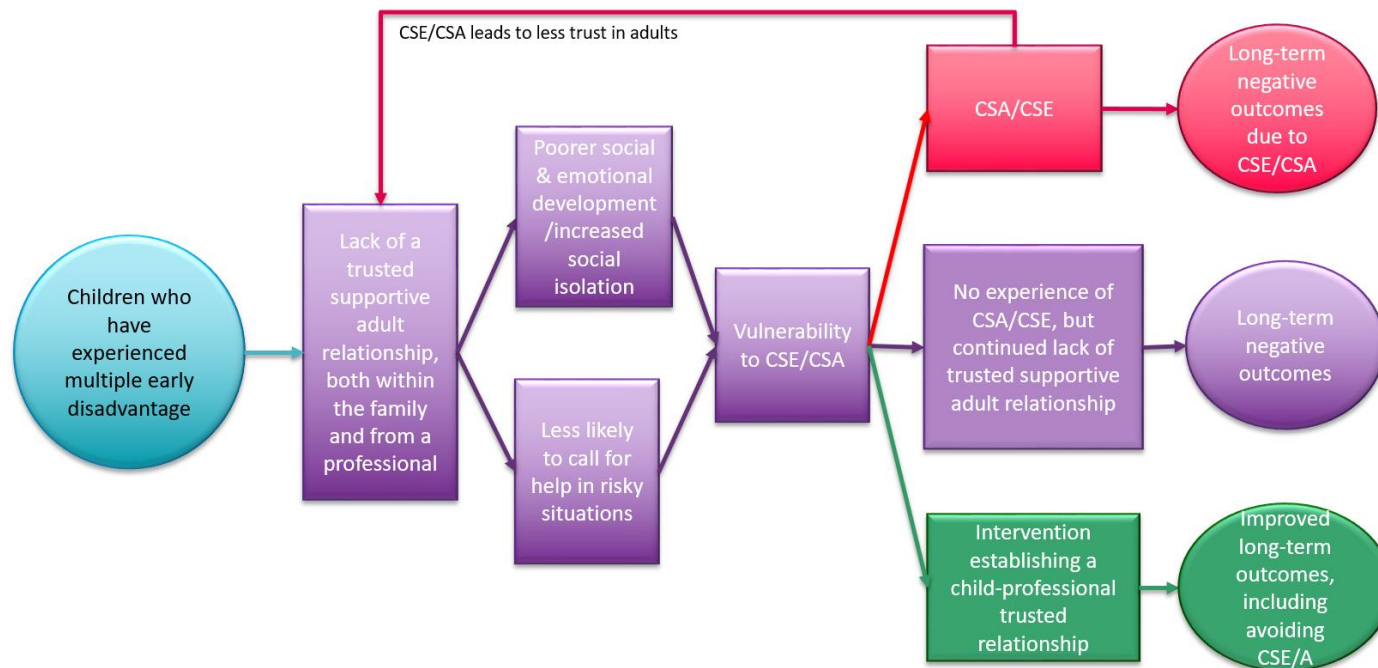 CSE/CSA leads to less trust in adults
Children who
have
experienced
multiple early
disadvantage
Lack of a
trusted
supportive
adult
relationship,
both within
the family
and from a
professional
Poorer social
& emotional
development
/increased
social
isolation
Less likely
to call for
help in risky
situations
Vulnerability
to CSE/CSA
CSA/CSE
Long-term
negative
outcomes
due to
CSE/CSA
No experience of
CSA/CSE, but
continued lack of
trusted supportive
adult relationship
Long-term
negative
outcomes
Intervention
establishing a
child-professional
trusted
relationship
Improved
long-term
outcomes,
including
avoiding
CSE/A